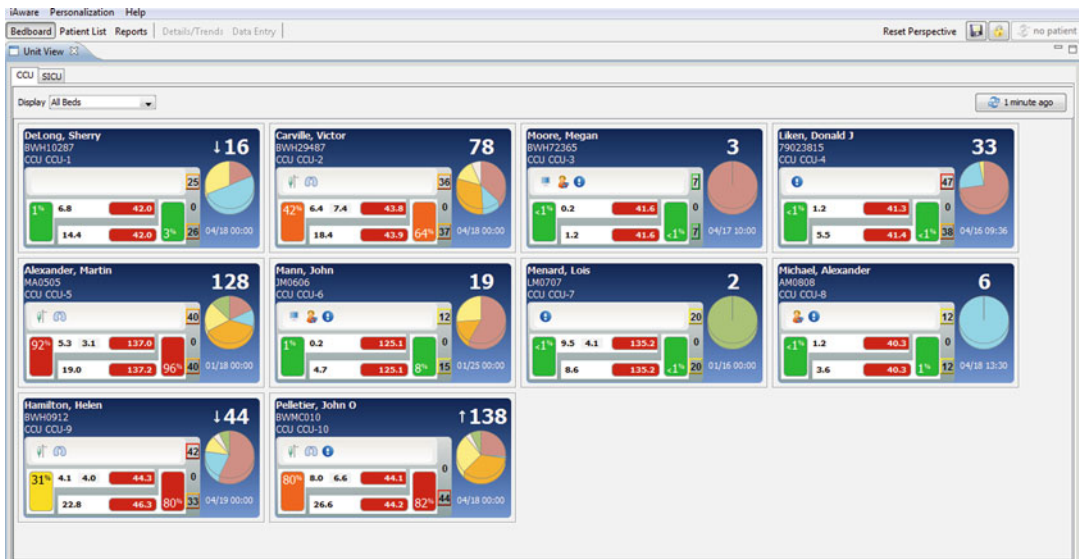 iAware Personalization Help
Bedboard Patient List Reports Details/Trends Data Entry Reset Perspective no patient
Unit View
CCU SICU
Display All Beds 1 minute ago
DeLong, Sherry
BWH10287
CCU CCU-1
↓16
25
1% 6.8 42.0 0
14.4 42.0 3% 26 04/18 00:00
Carville, Victor
BWH29487
CCU CCU-2
78
36
42% 6.4 7.4 43.8 0
18.4 43.9 64% 37 04/18 00:00
Moore, Megan
BWH72365
CCU CCU-3
3
7
<1% 0.2 41.6 0
1.2 41.6 <1% 7 04/17 10:00
Liken, Donald J
79023815
CCU CCU-4
33
47
<1% 1.2 41.3 0
5.5 41.4 <1% 38 04/16 09:36
Alexander, Martin
MA0505
CCU CCU-5
128
40
92% 5.3 3.1 137.0 0
19.0 137.2 96% 40 01/18 00:00
Mann, John
JM0606
CCU CCU-6
19
12
1% 0.2 125.1 0
4.7 125.1 8% 15 01/25 00:00
Menard, Lois
LM0707
CCU CCU-7
2
20
<1% 9.5 4.1 135.2 0
8.6 135.2 <1% 20 01/16 00:00
Michael, Alexander
AM0808
CCU CCU-8
6
12
<1% 1.2 40.3 0
3.6 40.3 1% 12 04/18 13:30
Hamilton, Helen
BWH0912
CCU CCU-9
↓44
42
31% 4.1 4.0 44.3 0
22.8 46.3 80% 33 04/19 00:00
Pelletier, John O
BWMC010
CCU CCU-10
↑138
0
80% 8.0 6.6 44.1
26.6 44.2 82% 44 04/18 00:00